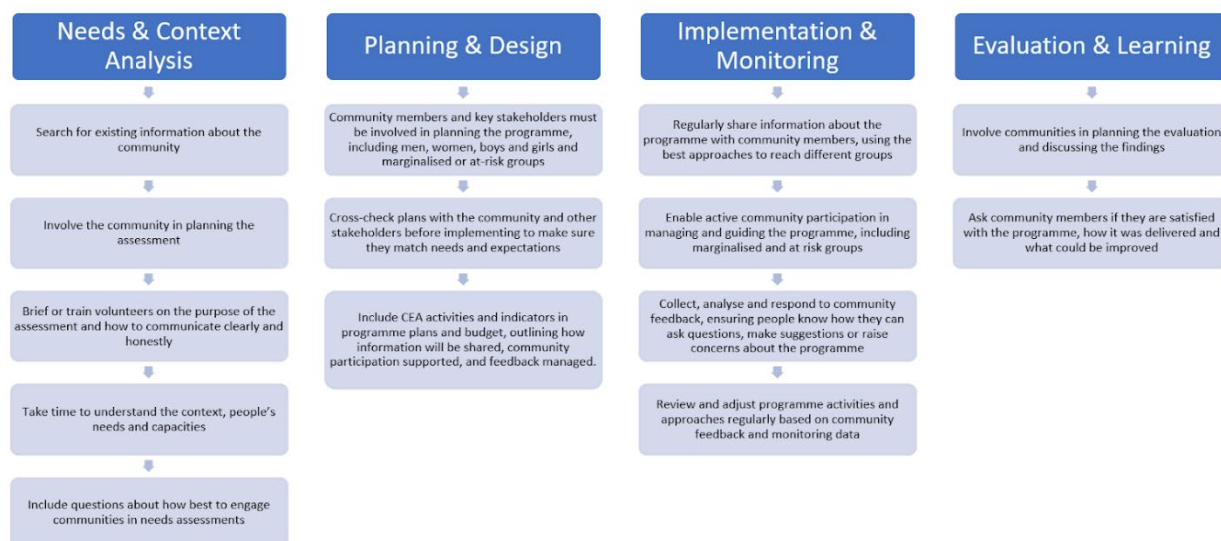 Needs & Context
Analysis
Search for existing information about the
community
Involve the community in planning the
assessment
Brief or train volunteers on the purpose of the
assessment and how to communicate clearly and
honestly
Take time to understand the context, people's
needs and capacities
Include questions about how best to engage
communities in needs assessments
Planning & Design
Community members and key stakeholders must
be involved in planning the programme,
including men, women, boys and girls and
marginalised or at-risk groups
Cross-check plans with the community and other
stakeholders before implementing to make sure
they match needs and expectations
Include CEA activities and indicators in
programme plans and budget, outlining how
information will be shared, community
participation supported, and feedback managed.
Implementation &
Monitoring
Regularly share information about the
programme with community members, using the
best approaches to reach different groups
Enable active community participation in
managing and guiding the programme, including
marginalised and at risk groups
Collect, analyse and respond to community
feedback, ensuring people know how they can
ask questions, make suggestions or raise
concerns about the programme
Review and adjust programme activities and
approaches regularly based on community
feedback and monitoring data
Evaluation & Learning
Involve communities in planning the evaluation
and discussing the findings
Ask community members if they are satisfied
with the programme, how it was delivered and
what could be improved